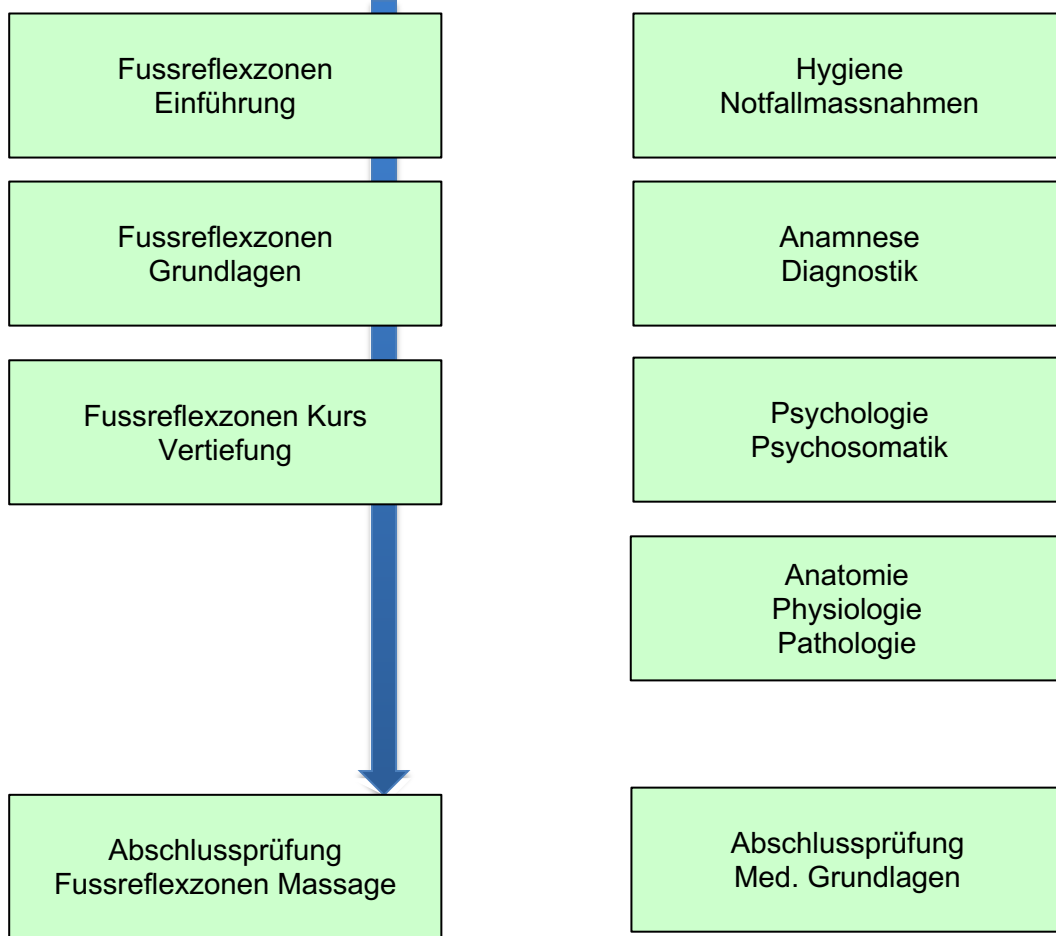 Fussreflexzonen
Einführung
Fussreflexzonen
Grundlagen
Fussreflexzonen Kurs
Vertiefung
Abschlussprüfung
Fussreflexzonen Massage
Hygiene
Notfallmassnahmen
Anamnese
Diagnostik
Psychologie
Psychosomatik
Anatomie
Physiologie
Pathologie
Abschlussprüfung
Med. Grundlagen